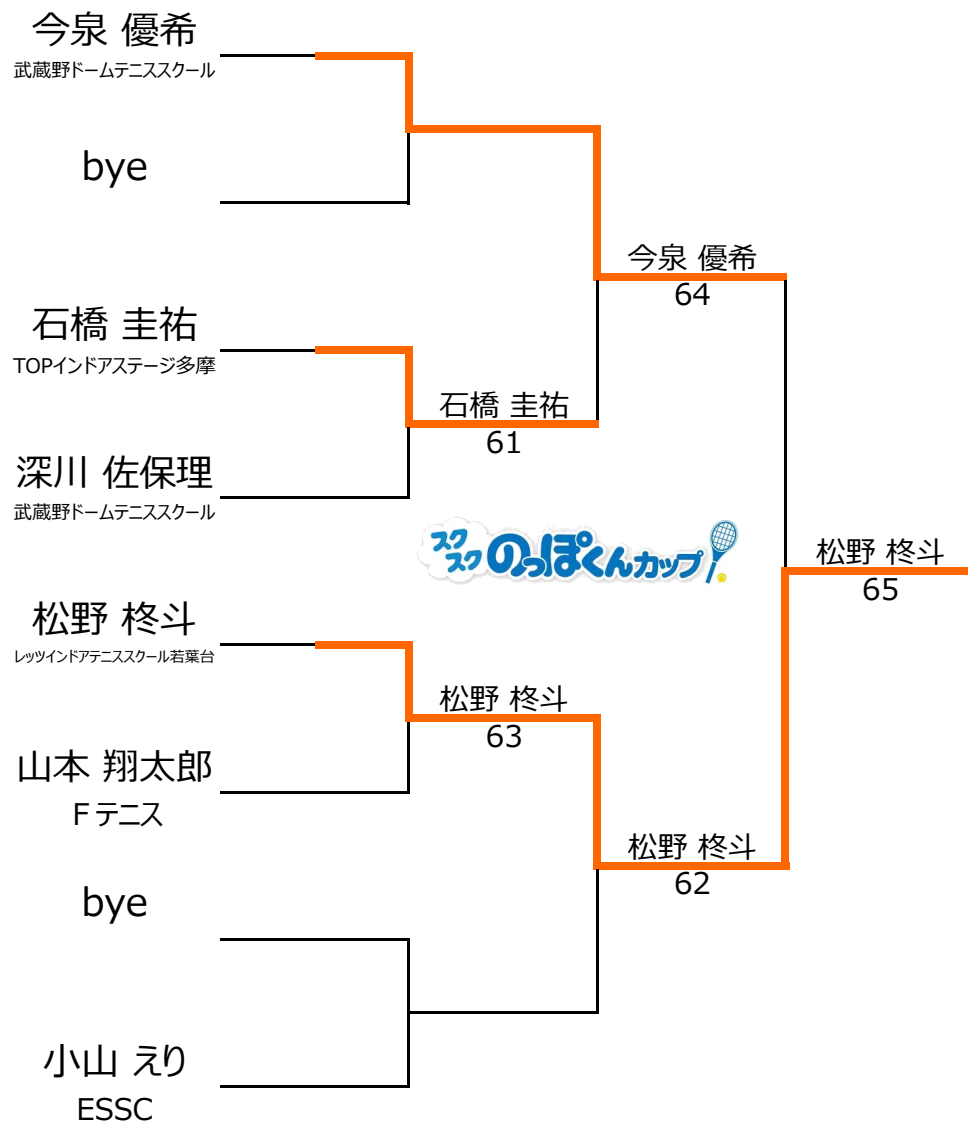 今泉 優希
武蔵野ドームテニススクール
bye
今泉 優希
64
石橋 圭祐
TOPインドアステージ多摩
石橋 圭祐
61
深川 佐保理
武蔵野ドームテニススクール
スクスク のっぽくんカップ!
松野 柊斗
65
松野 柊斗
レッツインドアテニススクール若葉台
松野 柊斗
63
山本 翔太郎
Fテニス
松野 柊斗
62
bye
小山 えり
ESSC